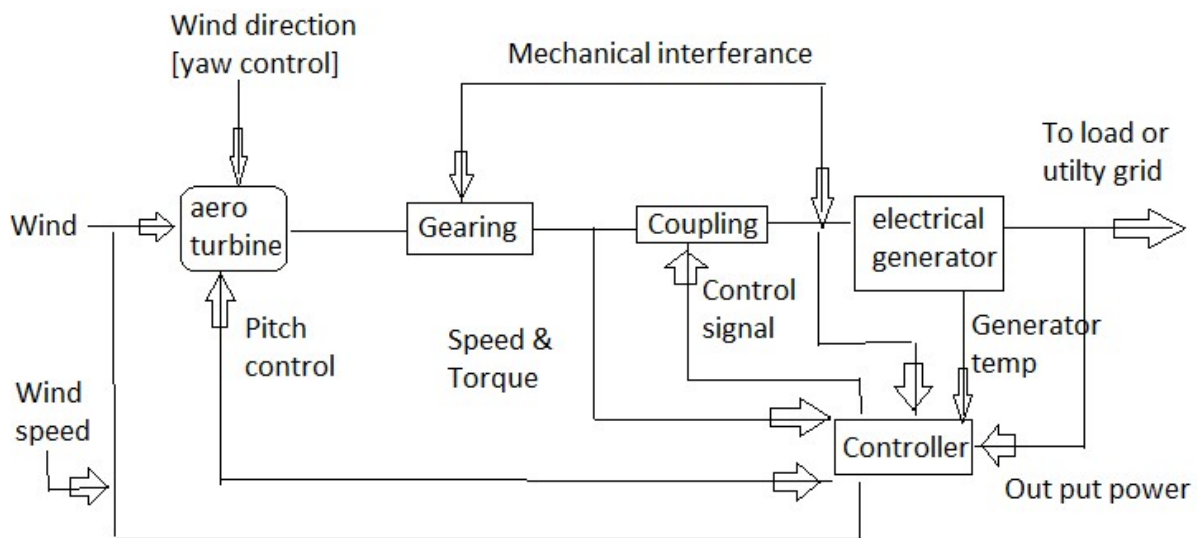 Wind direction
[yaw control]
Mechanical interferance
To load or
utilty grid
Wind
aero
turbine
Gearing
Coupling
electrical
generator
Pitch
control
Speed &
Torque
Control
signal
Generator
temp
Wind
speed
Controller
Out put power